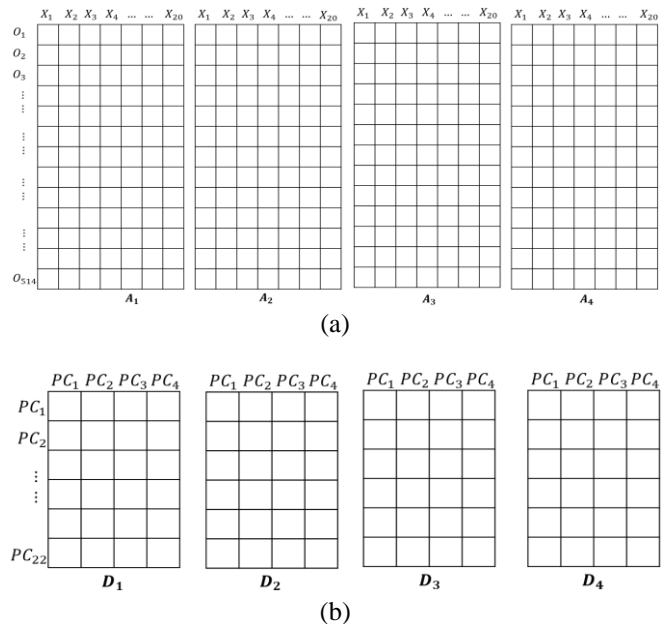 X₁ X₂ X₃ X₄ ... ... X₂₀ X₁ X₂ X₃ X₄ ... ... X₂₀ X₁ X₂ X₃ X₄ ... ... X₂₀ X₁ X₂ X₃ X₄ ... ... X₂₀
O₁
O₂
O₃
⋮
⋮
⋮
⋮
⋮
⋮
⋮
⋮
O₅₁₄
A₁ A₂ A₃ A₄
(a)
PC₁ PC₂ PC₃ PC₄ PC₁ PC₂ PC₃ PC₄ PC₁ PC₂ PC₃ PC₄ PC₁ PC₂ PC₃ PC₄
PC₁
PC₂
⋮
⋮
PC₂₂
D₁ D₂ D₃ D₄
(b)